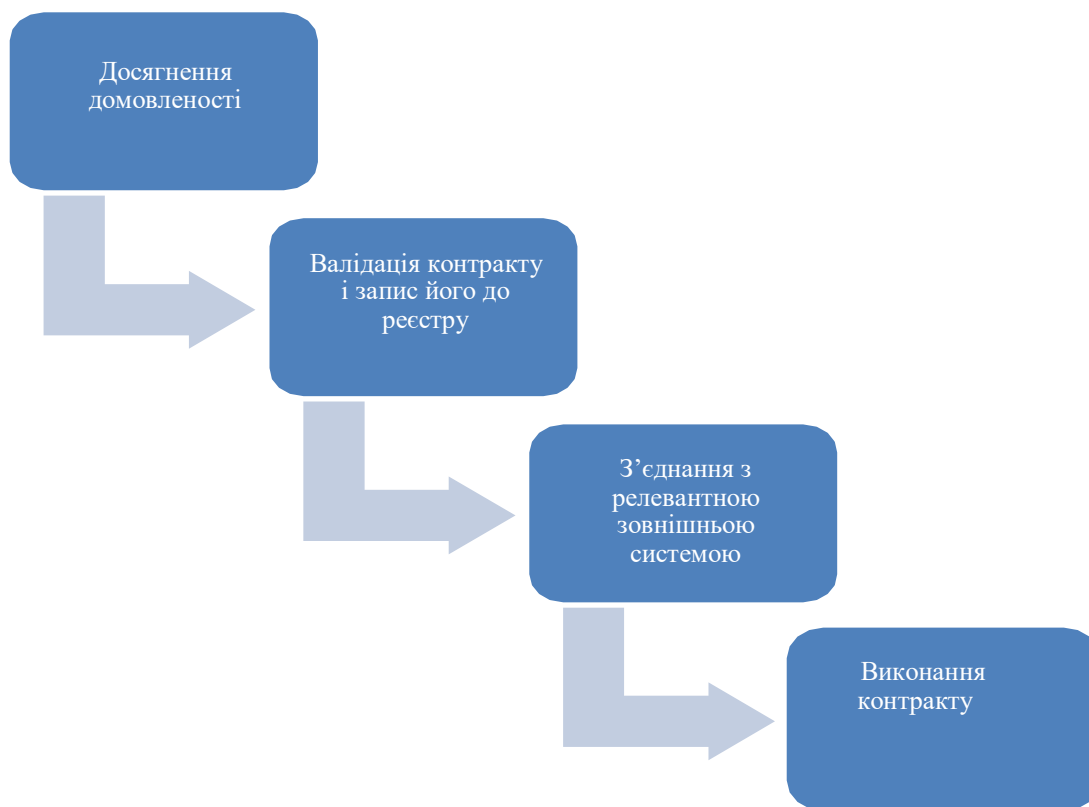 Досягнення
домовленості
Валідація контракту
і запис його до
реєстру
З’єднання з
релевантною
зовнішньою
системою
Виконання
контракту